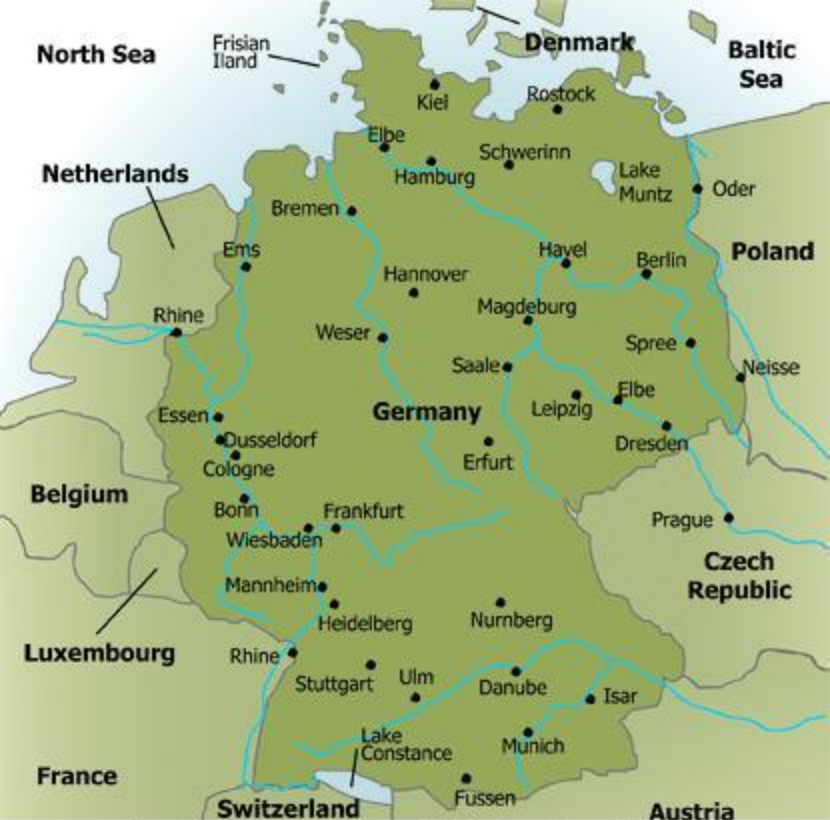 North Sea
Frisian
Iland
Denmark
Baltic
Sea
Kiel
Rostock
Elbe
Schwerinn
Hamburg
Lake
Muntz
Oder
Netherlands
Bremen
Ems
Havel
Berlin
Poland
Hannover
Magdeburg
Rhine
Weser
Spree
Saale
Neisse
Elbe
Leipzig
Germany
Essen
Dusseldorf
Cologne
Erfurt
Dresden
Belgium
Bonn
Frankfurt
Wiesbaden
Prague
Czech
Republic
Mannheim
Heidelberg
Nurnberg
Luxembourg
Rhine
Stuttgart
Ulm
Danube
Isar
Lake
Constance
Munich
France
Fussen
Switzerland
Austria